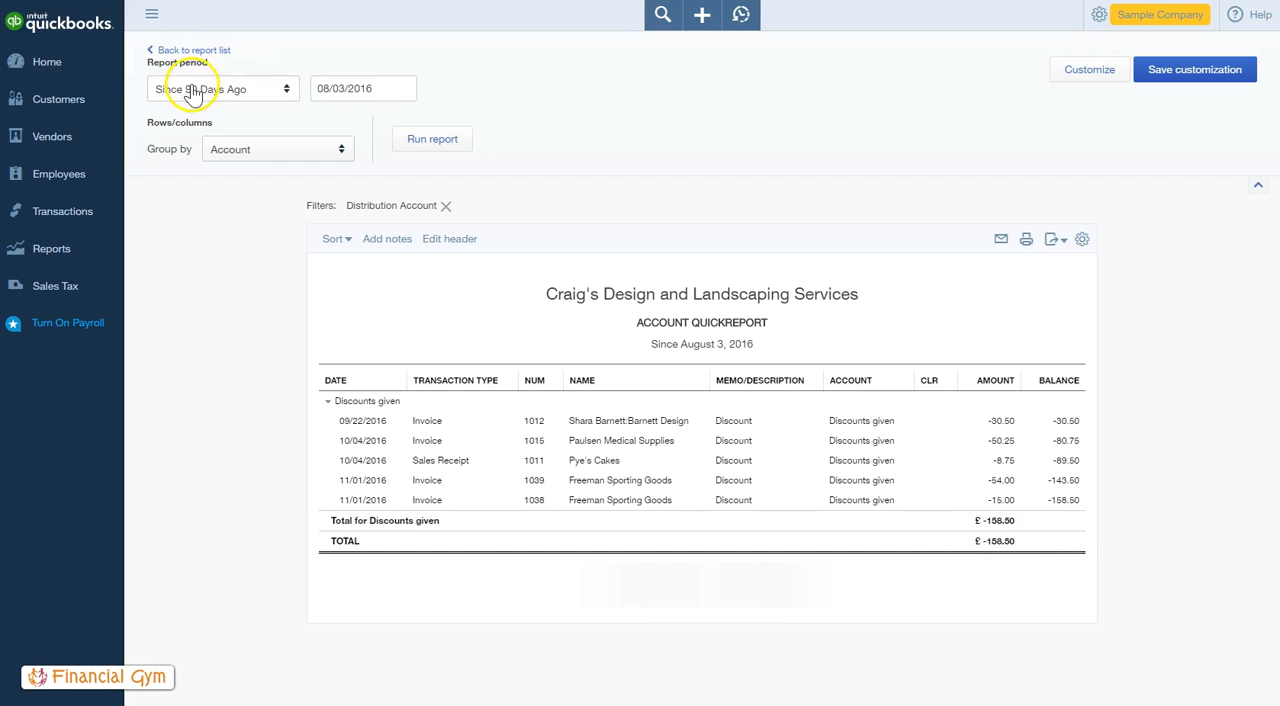 intuit
qb quickbooks.
Sample Company
Help
Back to report list
Report period
Since 90 Days Ago
08/03/2016
Customize
Save customization
Rows/columns
Group by
Account
Run report
Home
Customers
Vendors
Employees
Transactions
Reports
Sales Tax
Turn On Payroll
Filters: Distribution Account
Sort Add notes Edit header
Craig's Design and Landscaping Services
ACCOUNT QUICKREPORT
Since August 3, 2016
DATE TRANSACTION TYPE NUM NAME MEMO/DESCRIPTION ACCOUNT CLR AMOUNT BALANCE
Discounts given
09/22/2016 Invoice 1012 Shara Barnett:Barnett Design Discount Discounts given -30.50 -30.50
10/04/2016 Invoice 1015 Paulsen Medical Supplies Discount Discounts given -50.25 -80.75
10/04/2016 Sales Receipt 1011 Pye's Cakes Discount Discounts given -8.75 -89.50
11/01/2016 Invoice 1039 Freeman Sporting Goods Discount Discounts given -54.00 -143.50
11/01/2016 Invoice 1038 Freeman Sporting Goods Discount Discounts given -15.00 -158.50
Total for Discounts given £ -158.50
TOTAL £ -158.50
Financial Gym